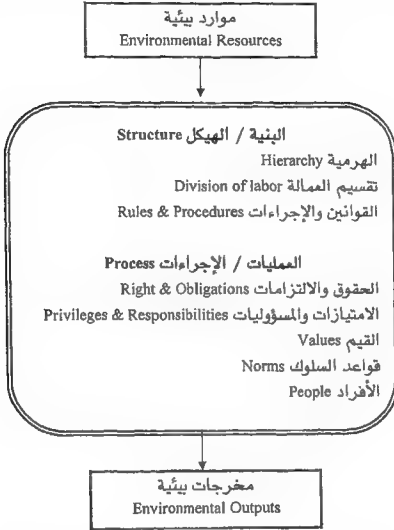 موارد بيئية
Environmental Resources
البنية / الهيكل Structure
الهرمية Hierarchy
تقسيم العمالة Division of labor
القوانين والإجراءات Rules & Procedures
العمليات / الإجراءات Process
الحقوق والالتزامات Right & Obligations
الامتيازات والمسؤوليات Privileges & Responsibilities
القيم Values
قواعد السلوك Norms
الأفراد People
مخرجات بيئية
Environmental Outputs